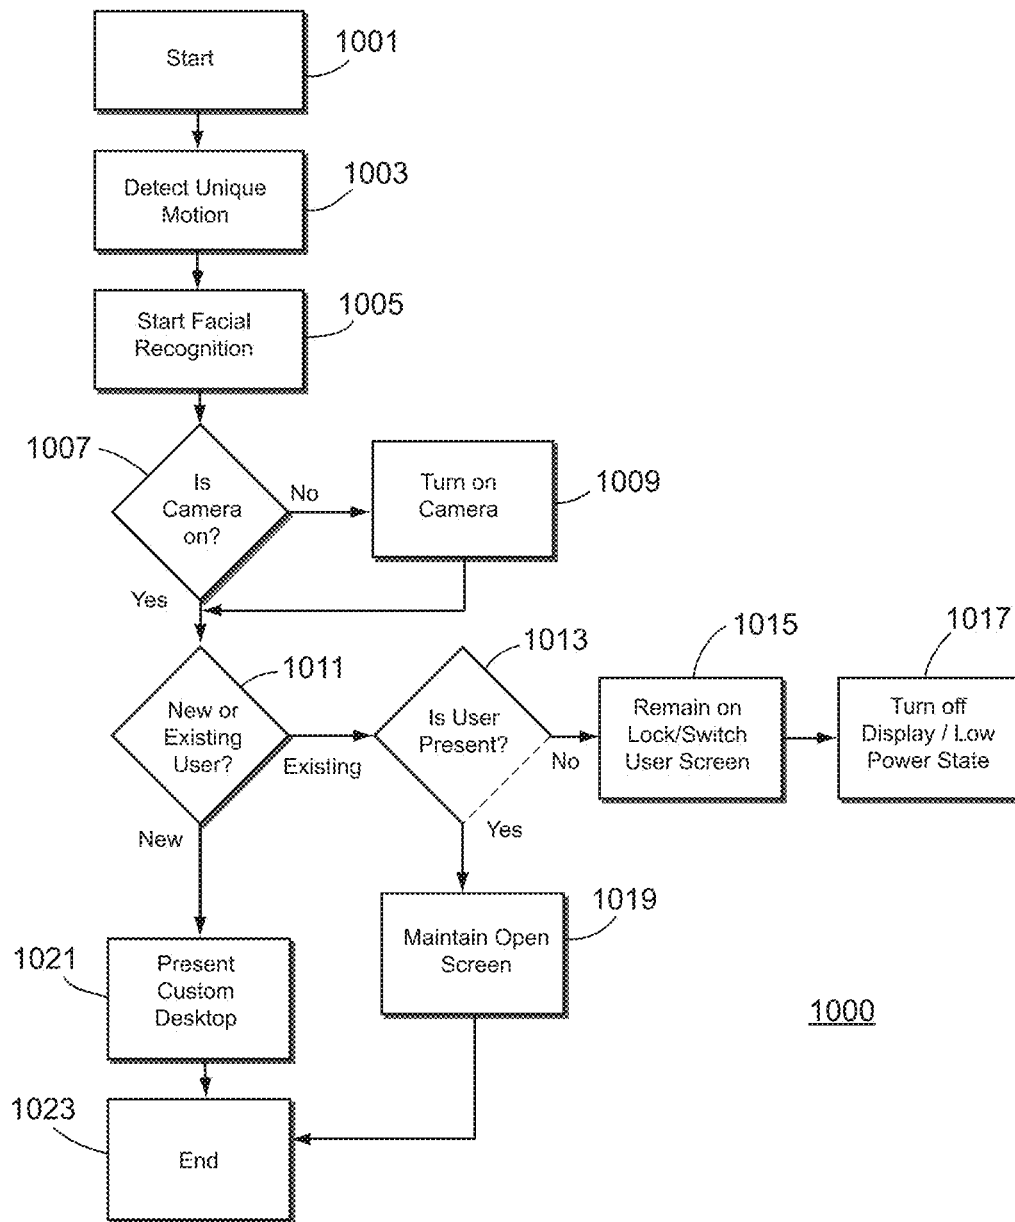 Start
1001
Detect Unique
Motion
1003
Start Facial
Recognition
1005
1007
Is
Camera
on?
No
Yes
Turn on
Camera
1009
New or
Existing
User?
1011
Existing
New
Is User
Present?
1013
No
Yes
Remain on
Lock/Switch
User Screen
1015
Turn off
Display / Low
Power State
1017
Maintain Open
Screen
1019
1021
Present
Custom
Desktop
1000
1023
End